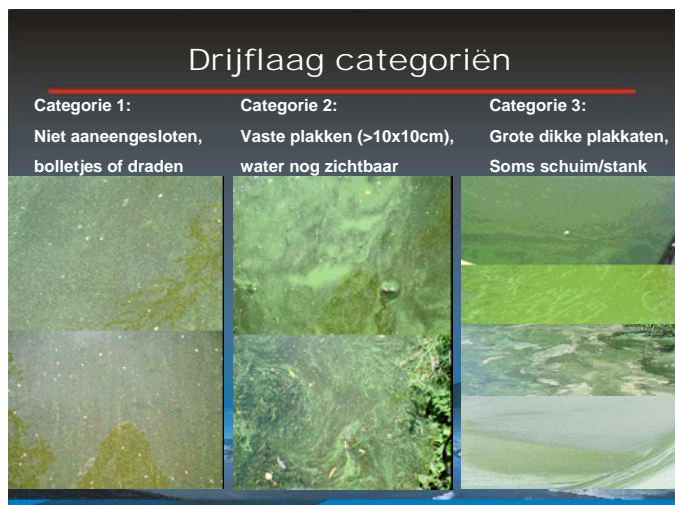 Drijflaag categoriën
Categorie 1:
Niet aaneengesloten,
bolletjes of draden
Categorie 2:
Vaste plakken (>10x10cm),
water nog zichtbaar
Categorie 3:
Grote dikke plakkaten,
Soms schuim/stank